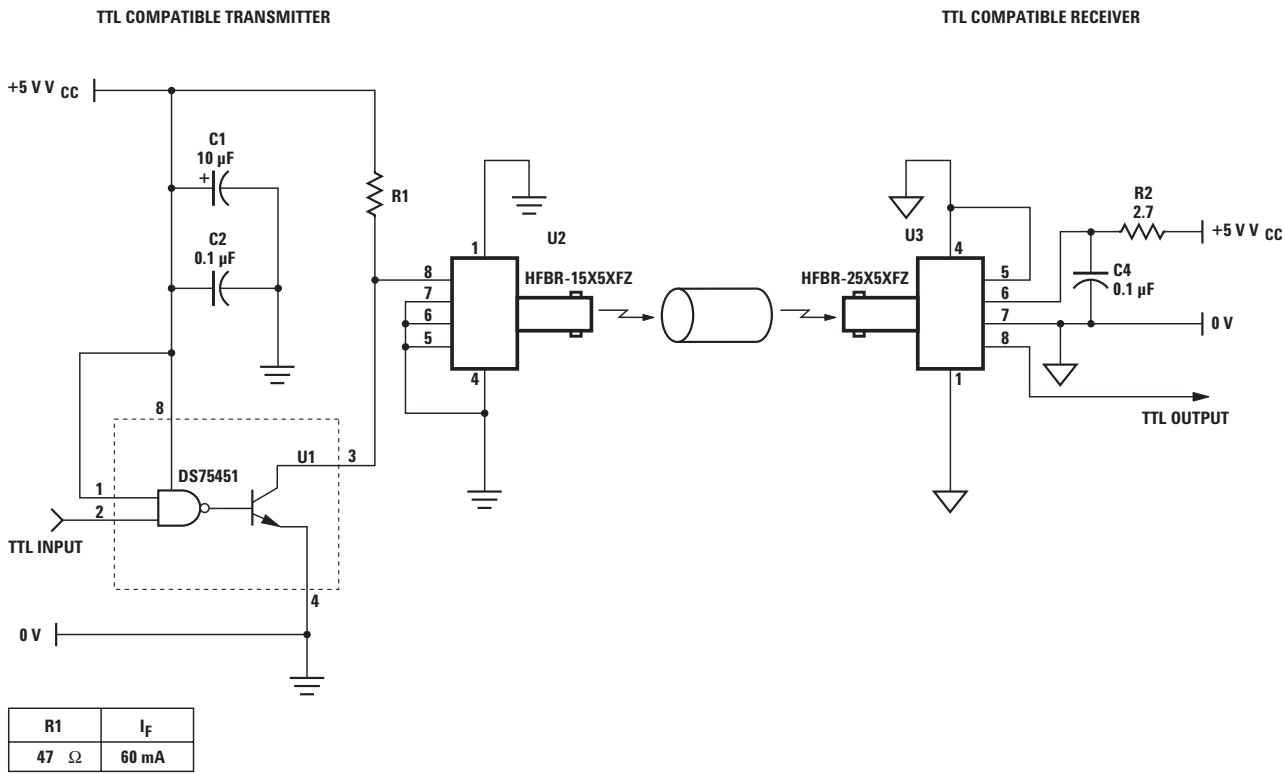 TTL COMPATIBLE TRANSMITTER
TTL COMPATIBLE RECEIVER
+5 V V CC
C1
10 µF
+
R1
C2
0.1 µF
1
U2
8
HFBR-15X5XFZ
7
6
5
4
U3
4
HFBR-25X5XFZ
5
6
7
8
1
R2
2.7
+5 V V CC
C4
0.1 µF
0 V
TTL OUTPUT
8
U1
3
DS75451
1
2
TTL INPUT
4
0 V
R1 IF
47 Ω 60 mA